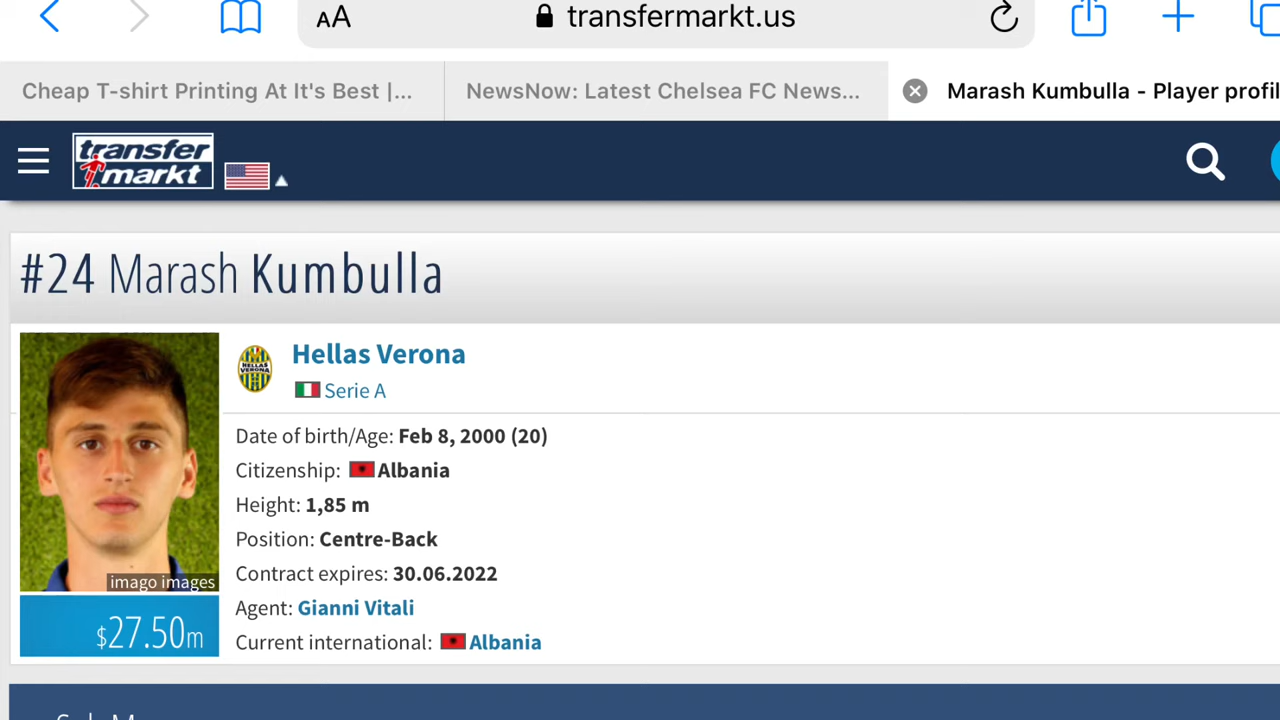 AA
transfermarkt.us
Cheap T-shirt Printing At It's Best |...
NewsNow: Latest Chelsea FC News...
Marash Kumbulla - Player profil
transfer
markt
#24 Marash Kumbulla
HELLAS VERONA
Hellas Verona
Serie A
Date of birth/Age: Feb 8, 2000 (20)
Citizenship: Albania
Height: 1,85 m
Position: Centre-Back
Contract expires: 30.06.2022
Agent: Gianni Vitali
Current international: Albania
imago images
$27.50m